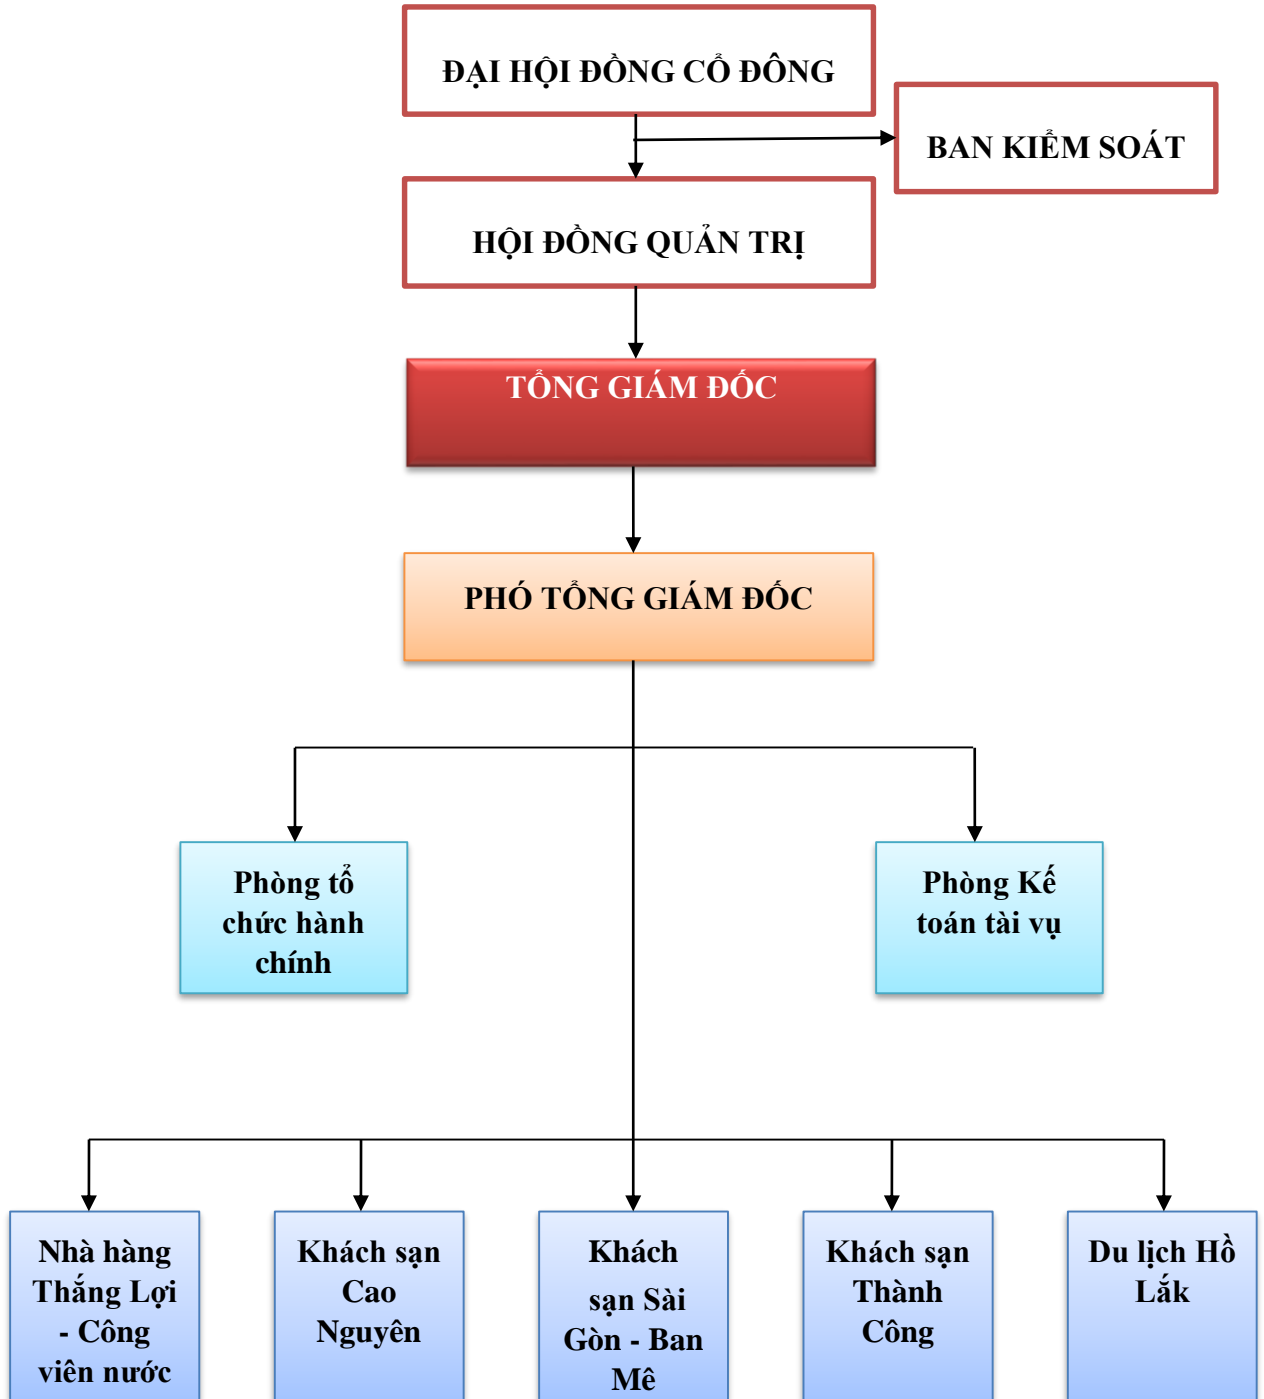 ĐẠI HỘI ĐỒNG CỔ ĐÔNG
BAN KIỂM SOÁT
HỘI ĐỒNG QUẢN TRỊ
TỔNG GIÁM ĐỐC
PHÓ TỔNG GIÁM ĐỐC
Phòng tổ
chức hành
chính
Phòng Kế
toán tài vụ
Nhà hàng
Thắng Lợi
- Công
viên nước
Khách sạn
Cao
Nguyên
Khách
sạn Sài
Gòn - Ban
Mê
Khách sạn
Thành
Công
Du lịch Hồ
Lắk